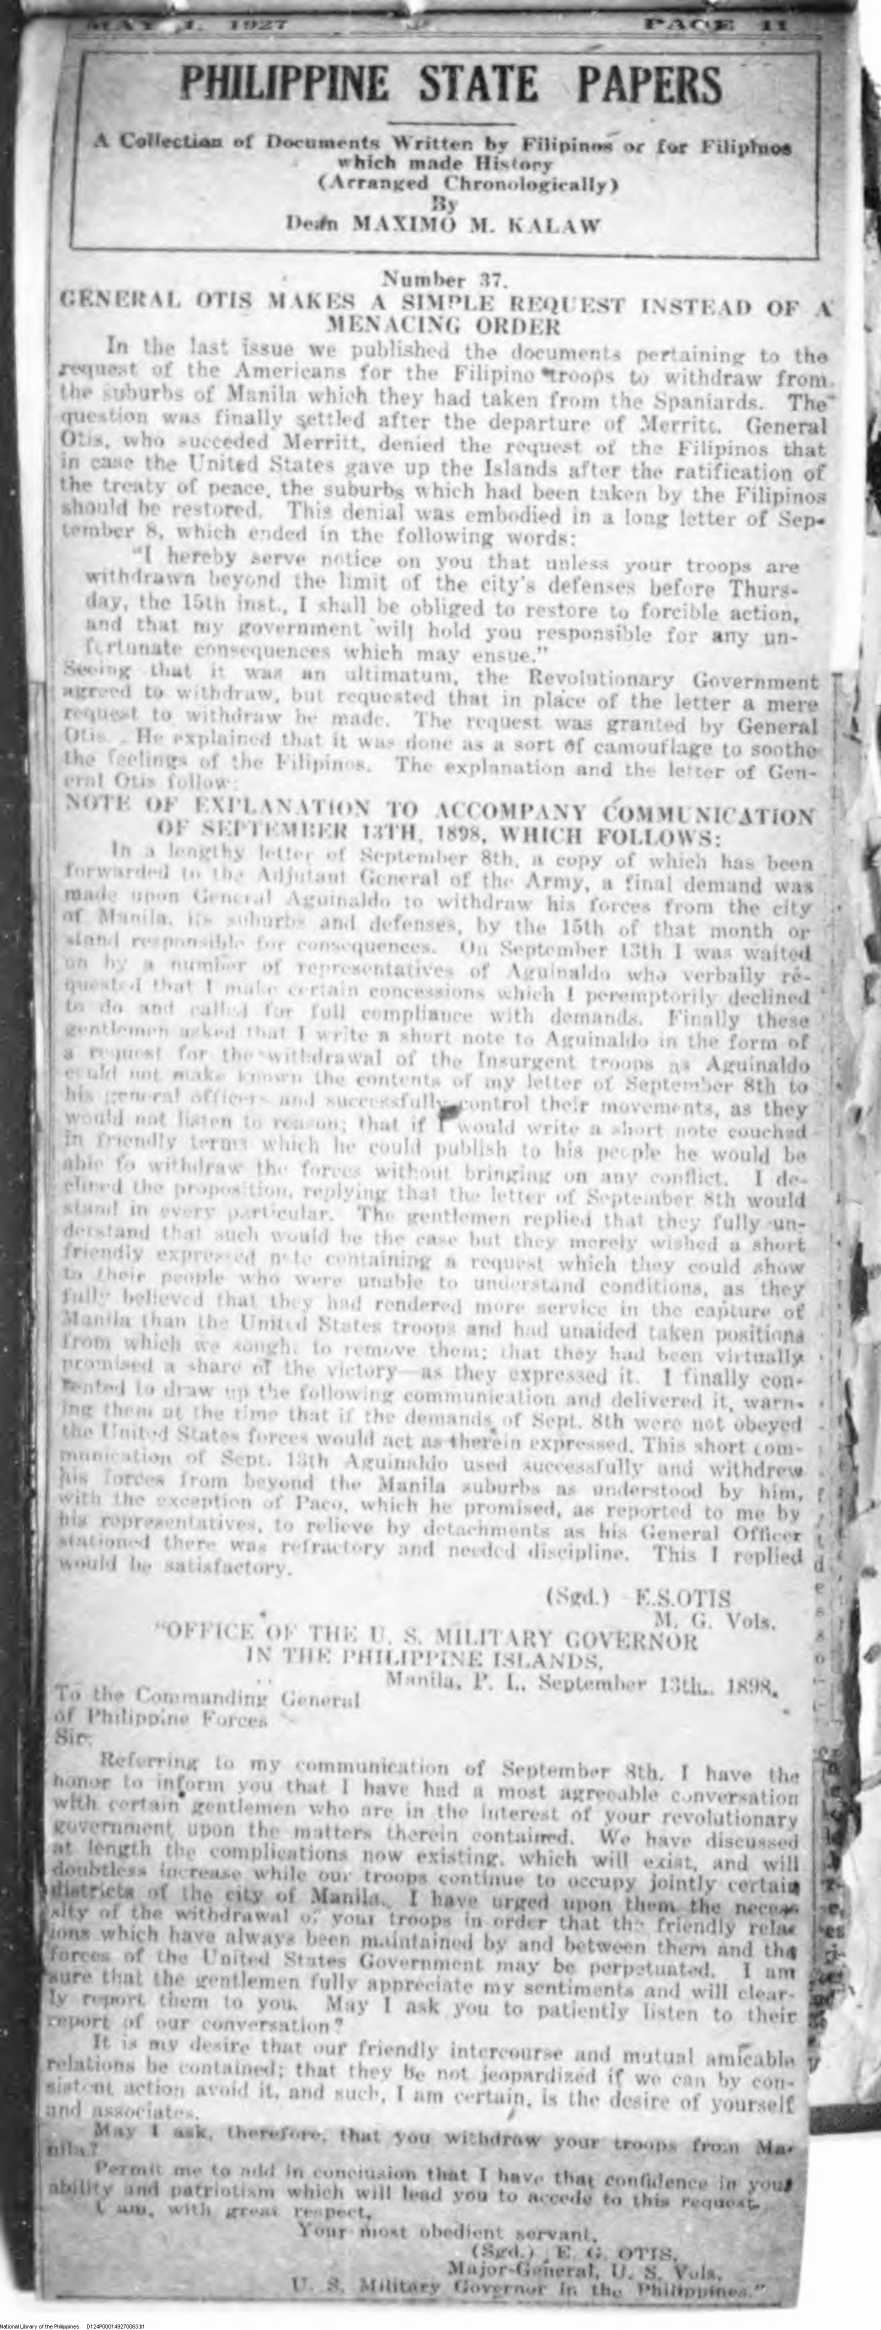 MAY 1, 1927 PAGE 11
PHILIPPINE STATE PAPERS
A Collection of Documents Written by Filipinos or for Filipinos
which made History
(Arranged Chronologically)
By
Dean MAXIMO M. KALAW
Number 37.
GENERAL OTIS MAKES A SIMPLE REQUEST INSTEAD OF A
MENACING ORDER
In the last issue we published the documents pertaining to the
request of the Americans for the Filipino troops to withdraw from
the suburbs of Manila which they had taken from the Spaniards. The
question was finally settled after the departure of Merritt. General
Otis, who succeded Merritt, denied the request of the Filipinos that
in case the United States gave up the Islands after the ratification of
the treaty of peace, the suburbs which had been taken by the Filipinos
should be restored. This denial was embodied in a long letter of Sep-
tember 8, which ended in the following words:
"I hereby serve notice on you that unless your troops are
withdrawn beyond the limit of the city's defenses before Thurs-
day, the 15th inst., I shall be obliged to restore to forcible action,
and that my government will hold you responsible for any un-
fortunate consequences which may ensue."
Seeing that it was an ultimatum, the Revolutionary Government
agreed to withdraw, but requested that in place of the letter a mere
request to withdraw be made. The request was granted by General
Otis. He explained that it was done as a sort of camouflage to soothe
the feelings of the Filipinos. The explanation and the letter of Gen-
eral Otis follow:
NOTE OF EXPLANATION TO ACCOMPANY COMMUNICATION
OF SEPTEMBER 13TH, 1898, WHICH FOLLOWS:
In a lengthy letter of September 8th, a copy of which has been
forwarded to the Adjutant General of the Army, a final demand was
made upon General Aguinaldo to withdraw his forces from the city
of Manila, its suburbs and defenses, by the 15th of that month or
stand responsible for consequences. On September 13th I was waited
on by a number of representatives of Aguinaldo who verbally re-
quested that I make certain concessions which I peremptorily declined
to do and called for full compliance with demands. Finally these
gentlemen asked that I write a short note to Aguinaldo in the form of
a request for the withdrawal of the Insurgent troops as Aguinaldo
could not make known the contents of my letter of September 8th to
his general officers and successfully control their movements, as they
would not listen to reason; that if I would write a short note couched
in friendly terms which he could publish to his people he would be
able to withdraw the forces without bringing on any conflict. I de-
clined the proposition, replying that the letter of September 8th would
stand in every particular. The gentlemen replied that they fully un-
derstand that such would be the case but they merely wished a short
friendly expressed note containing a request which they could show
to their people who were unable to understand conditions, as they
fully believed that they had rendered more service in the capture of
Manila than the United States troops and had unaided taken positions
from which we sought to remove them; that they had been virtually
promised a share of the victory—as they expressed it. I finally con-
sented to draw up the following communication and delivered it, warn-
ing them at the time that if the demands of Sept. 8th were not obeyed
the United States forces would act as therein expressed. This short com-
munication of Sept. 13th Aguinaldo used successfully and withdrew
his forces from beyond the Manila suburbs as understood by him,
with the exception of Paco, which he promised, as reported to me by
his representatives, to relieve by detachments as his General Officer
stationed there was refractory and needed discipline. This I replied
would be satisfactory.
(Sgd.) E.S.OTIS
M. G. Vols.
"OFFICE OF THE U. S. MILITARY GOVERNOR
IN THE PHILIPPINE ISLANDS,
Manila, P. I., September 13th., 1898.
To the Commanding General
of Philippine Forces
Sir:
Referring to my communication of September 8th, I have the
honor to inform you that I have had a most agreeable conversation
with certain gentlemen who are in the interest of your revolutionary
government upon the matters therein contained. We have discussed
at length the complications now existing, which will exist, and will
doubtless increase while our troops continue to occupy jointly certain
districts of the city of Manila. I have urged upon them the neces-
sity of the withdrawal of your troops in order that the friendly rela-
ions which have always been maintained by and between them and the
forces of the United States Government may be perpetuated. I am
sure that the gentlemen fully appreciate my sentiments and will clear-
ly report them to you. May I ask you to patiently listen to their
report of our conversation?
It is my desire that our friendly intercourse and mutual amicable
relations be contained; that they be not jeopardized if we can by con-
sistent action avoid it, and such, I am certain, is the desire of yourself
and associates.
May I ask, therefore, that you withdraw your troops from Ma-
nila?
Permit me to add in conclusion that I have that confidence in your
ability and patriotism which will lead you to accede to this request.
I am, with great respect,
Your most obedient servant,
(Sgd.) E. G. OTIS,
Major-General, U. S. Vols.
U. S. Military Governor in the Philippines."
National Library of the Philippines